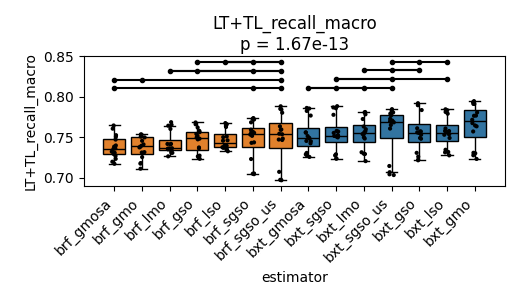 LT+TL_recall_macro
p = 1.67e-13
LT+TL_recall_macro
0.85
0.80
0.75
0.70
brf_gmosa
brf_gmo
brf_lmo
brf_gso
brf_lso
brf_sgso
brf_sgso_us
bxt_gmosa
bxt_sgso
bxt_lmo
bxt_sgso_us
bxt_gso
bxt_lso
bxt_gmo
estimator